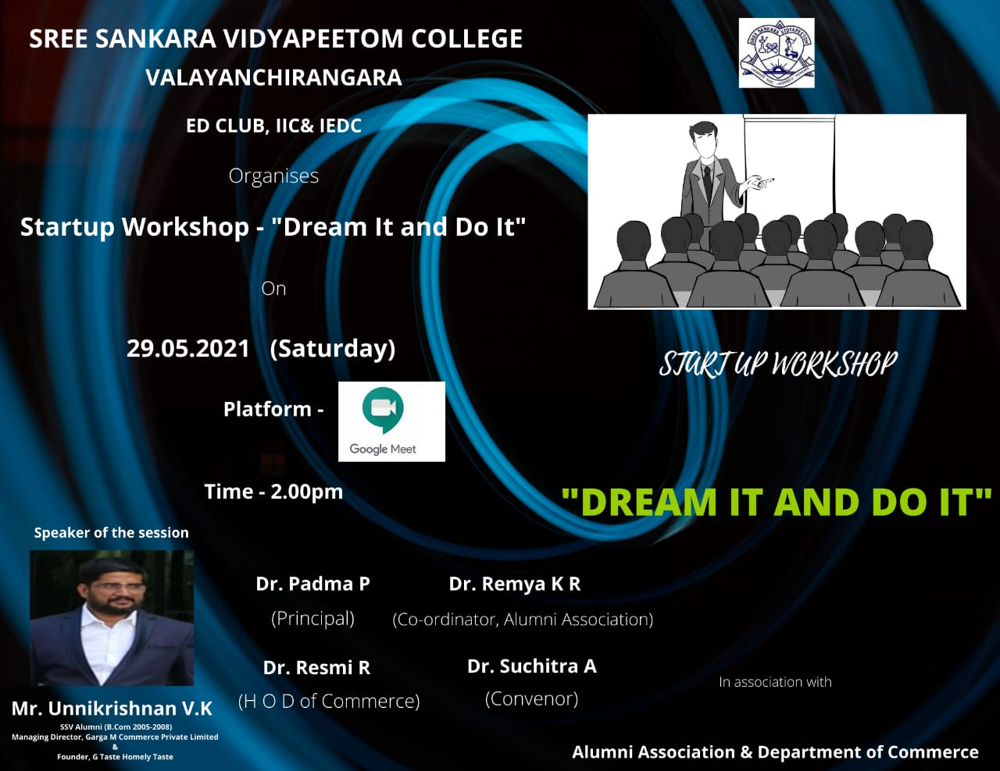 SREE SANKARA VIDYAPEETOM COLLEGE
VALAYANCHIRANGARA
ED CLUB, IIC& IEDC
Organises
Startup Workshop - "Dream It and Do It"
On
29.05.2021 (Saturday)
Platform -
Google Meet
Time - 2.00pm
Speaker of the session
Mr. Unnikrishnan V.K
SSV Alumni (B.Com 2005-2008)
Managing Director, Garga M Commerce Private Limited
&
Founder, G Taste Homely Taste
Dr. Padma P
(Principal)
Dr. Remya K R
(Co-ordinator, Alumni Association)
Dr. Resmi R
(H O D of Commerce)
Dr. Suchitra A
(Convenor)
SREE SANKARA VIDYAPEETOM
START UP WORKSHOP
"DREAM IT AND DO IT"
In association with
Alumni Association & Department of Commerce